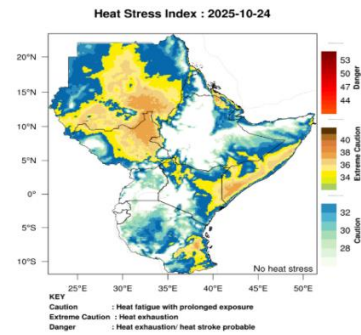 Heat Stress Index : 2025-10-24
20°N
15°N
10°N
5°N
0°
5°S
10°S
25°E 30°E 35°E 40°E 45°E 50°E
No heat stress
53
50
47
44
Danger
40
38
36
34
Extreme Caution
32
30
28
Caution
KEY
Caution : Heat fatigue with prolonged exposure
Extreme Caution : Heat exhaustion
Danger : Heat exhaustion/ heat stroke probable